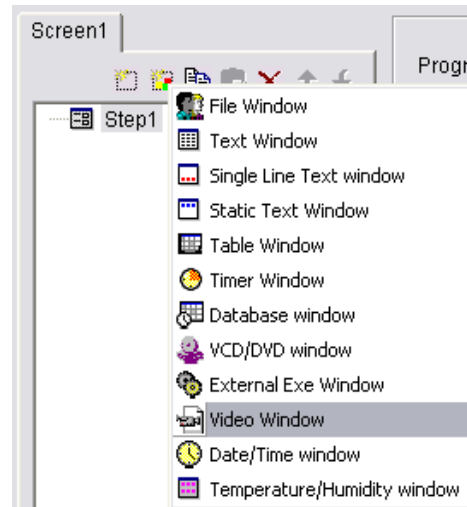 Screen1
Progr
Step1
File Window
Text Window
Single Line Text window
Static Text Window
Table Window
Timer Window
Database window
VCD/DVD window
External Exe Window
Video Window
Date/Time window
Temperature/Humidity window